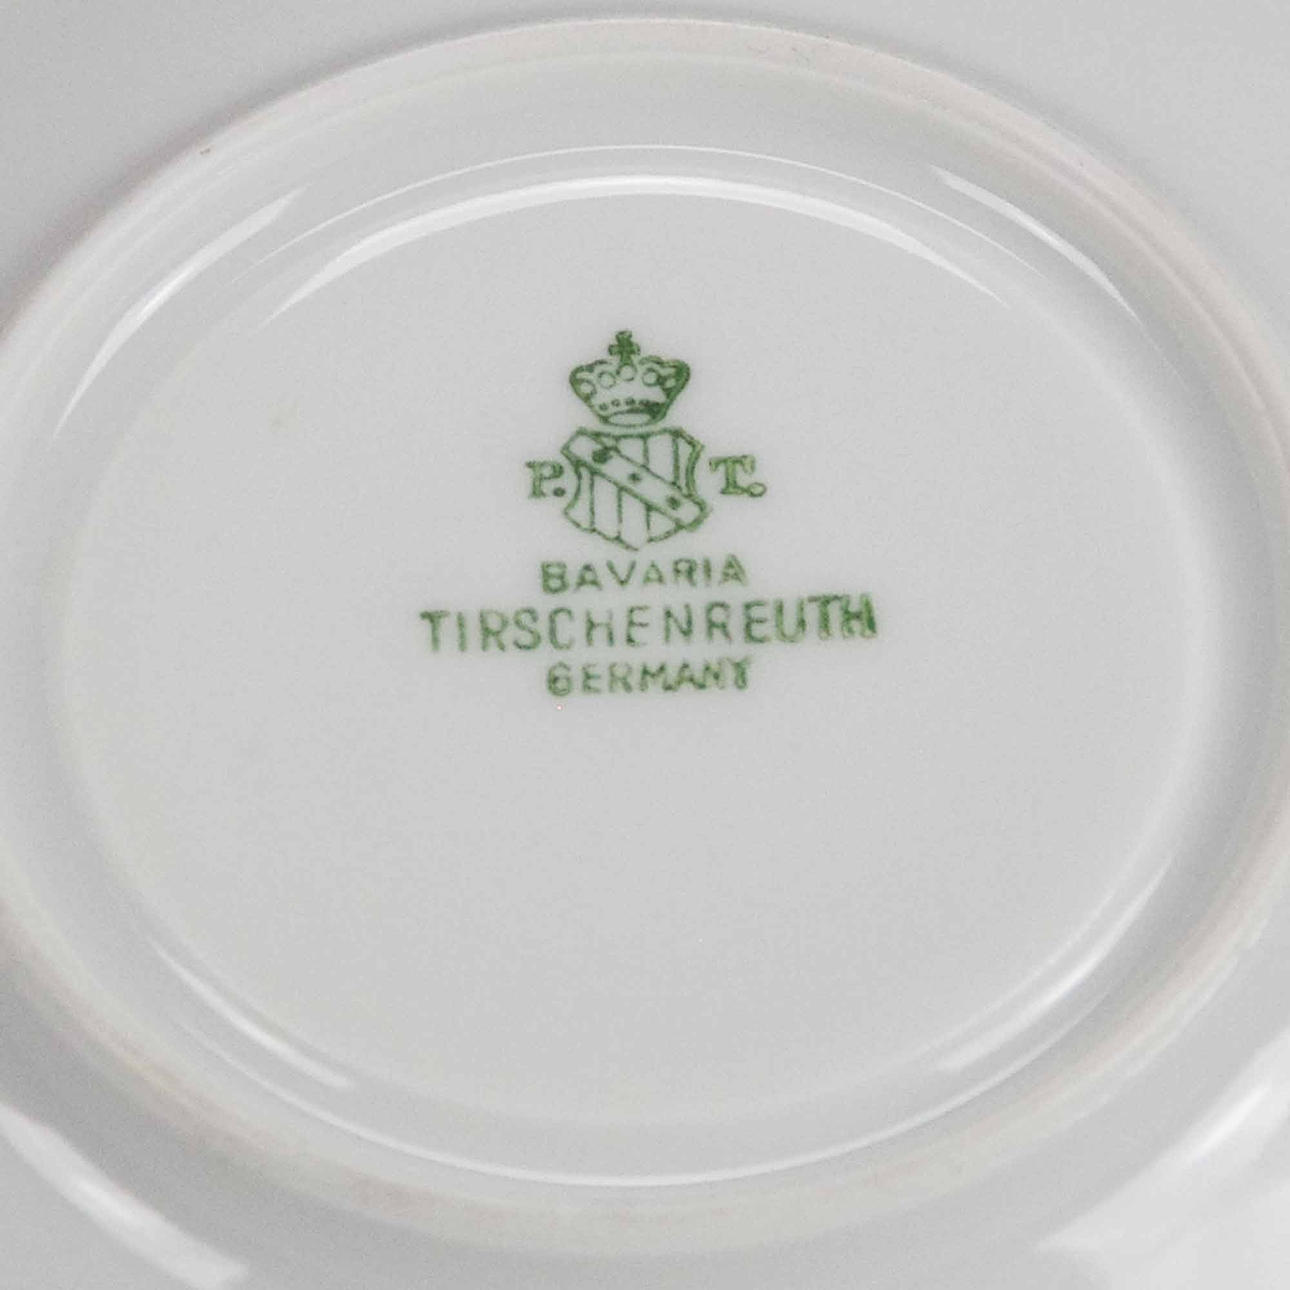 P. T.
BAVARIA
TIRSCHENREUTH
GERMANY